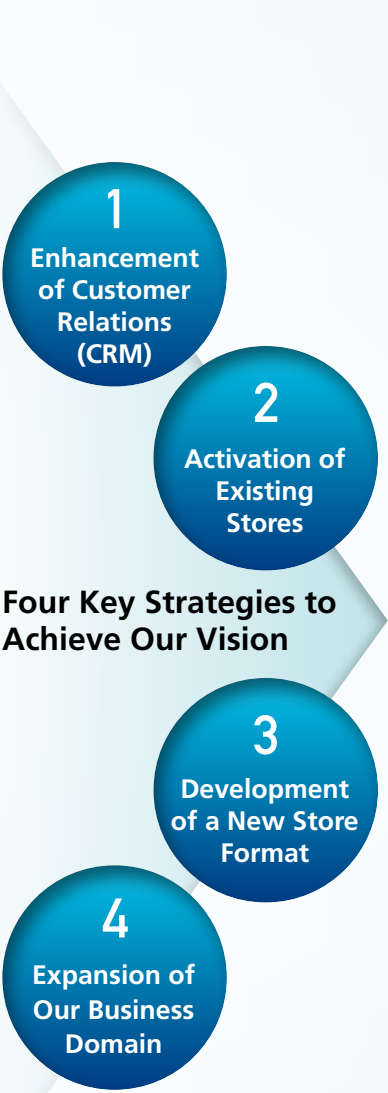 1
Enhancement
of Customer
Relations
(CRM)
2
Activation of
Existing
Stores
Four Key Strategies to
Achieve Our Vision
3
Development
of a New Store
Format
4
Expansion of
Our Business
Domain